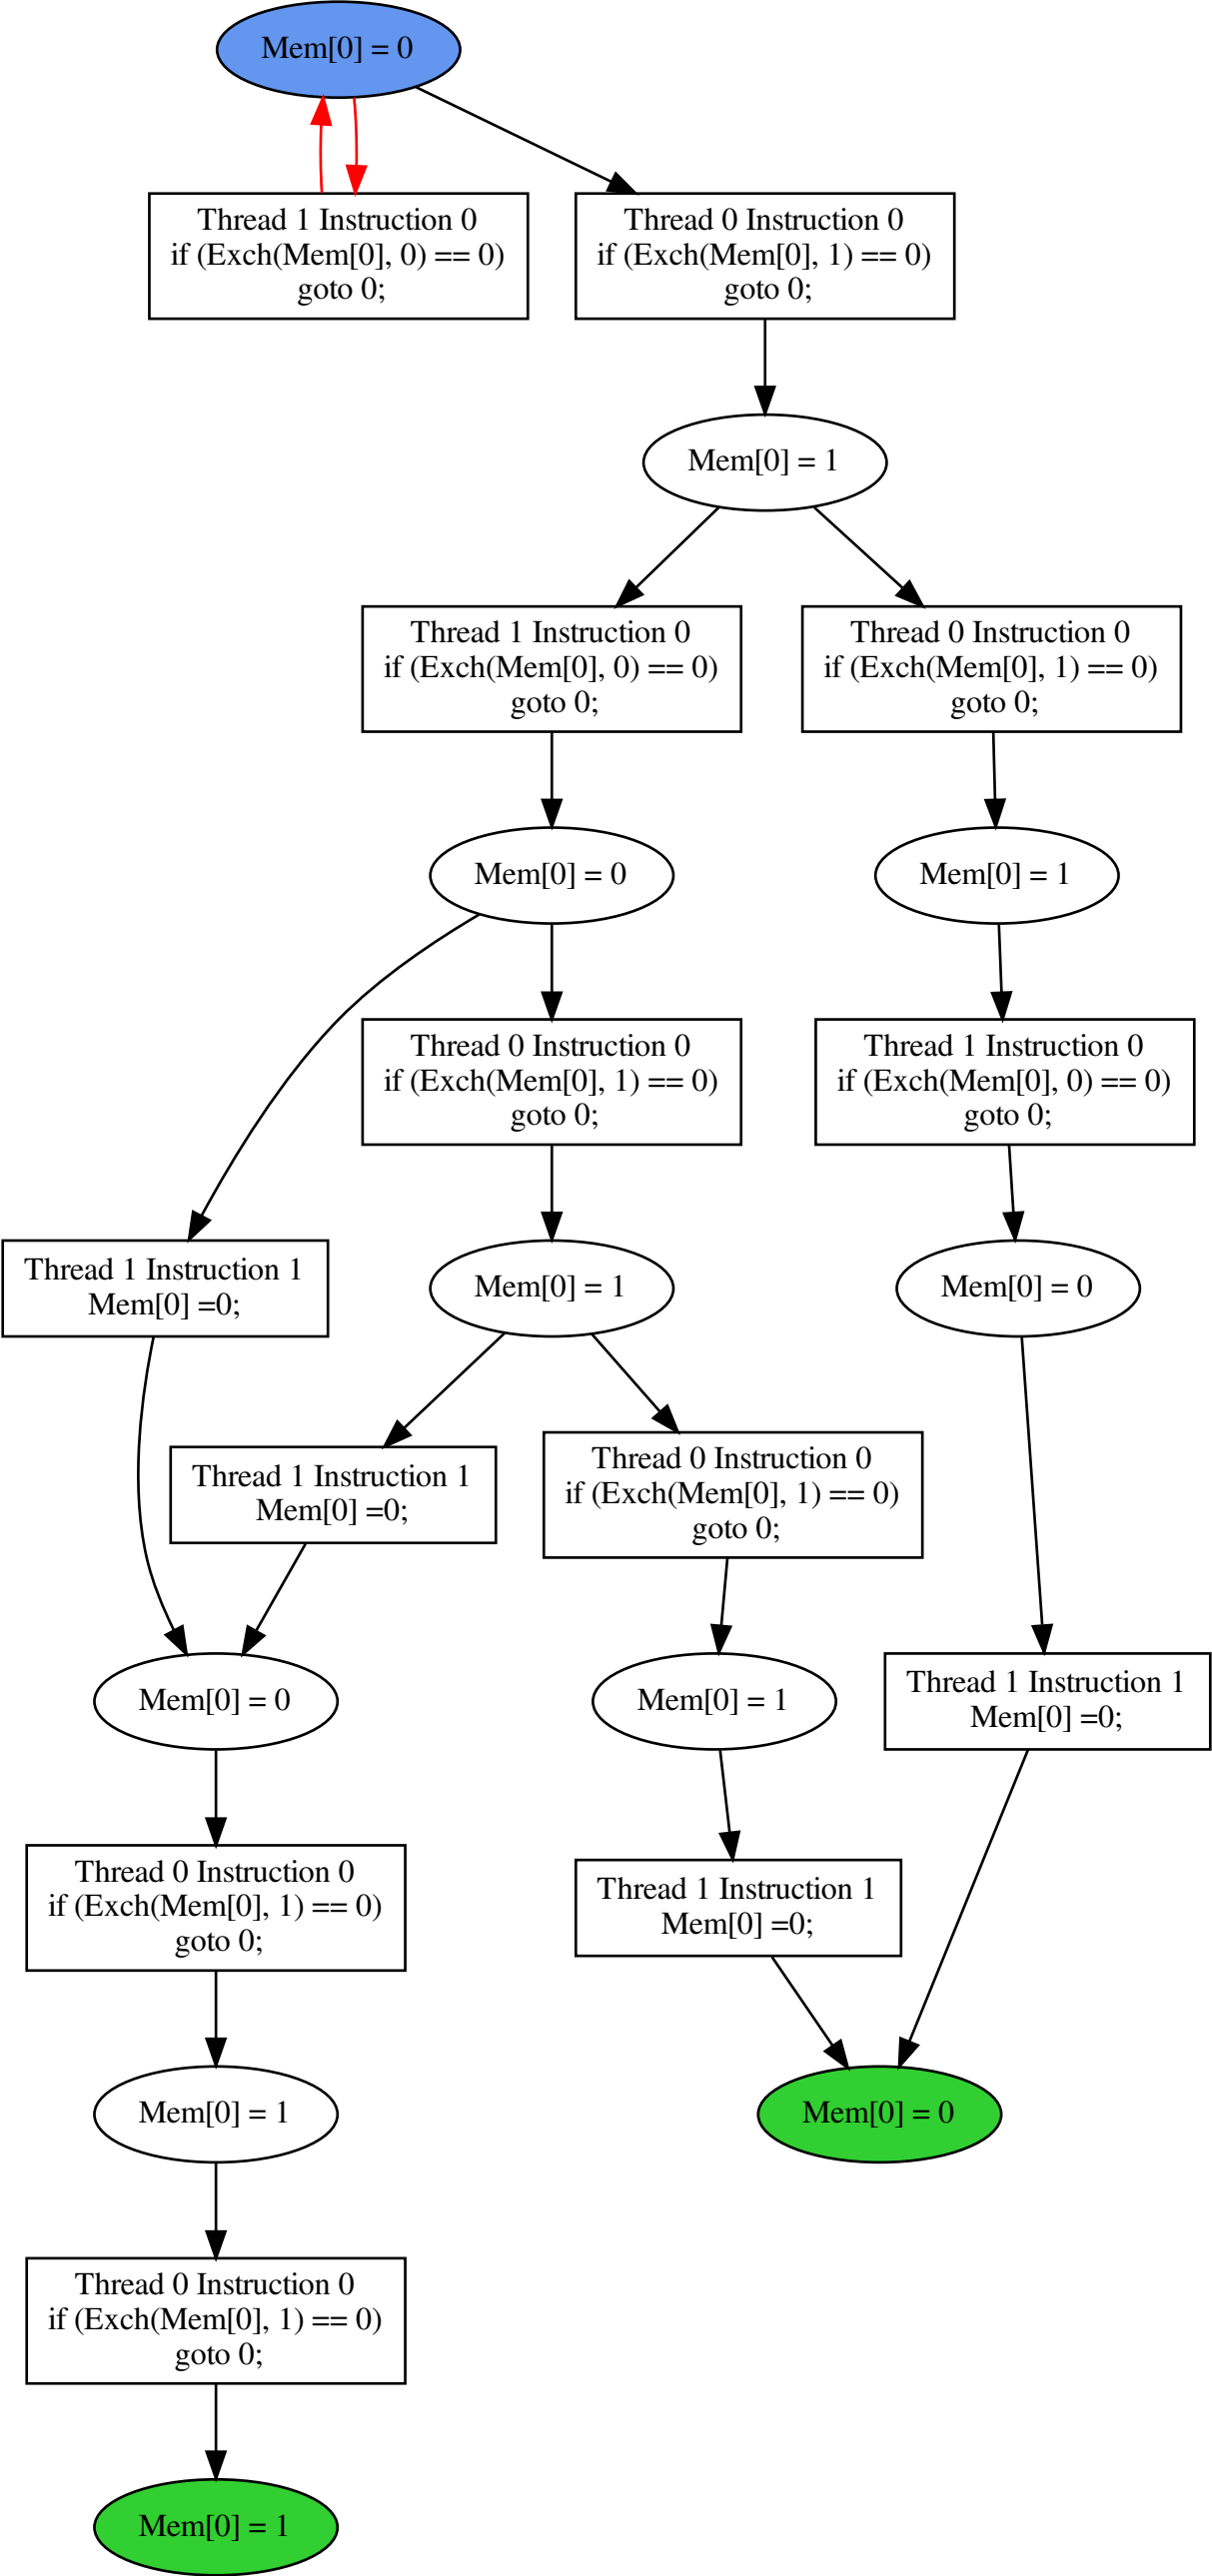 Mem[0] = 0
Thread 1 Instruction 0
if (Exch(Mem[0], 0) == 0)
goto 0;
Thread 0 Instruction 0
if (Exch(Mem[0], 1) == 0)
goto 0;
Mem[0] = 1
Thread 1 Instruction 0
if (Exch(Mem[0], 0) == 0)
goto 0;
Thread 0 Instruction 0
if (Exch(Mem[0], 1) == 0)
goto 0;
Mem[0] = 0
Mem[0] = 1
Thread 0 Instruction 0
if (Exch(Mem[0], 1) == 0)
goto 0;
Thread 1 Instruction 0
if (Exch(Mem[0], 0) == 0)
goto 0;
Thread 1 Instruction 1
Mem[0] =0;
Mem[0] = 1
Mem[0] = 0
Thread 1 Instruction 1
Mem[0] =0;
Thread 0 Instruction 0
if (Exch(Mem[0], 1) == 0)
goto 0;
Mem[0] = 0
Mem[0] = 1
Thread 1 Instruction 1
Mem[0] =0;
Thread 0 Instruction 0
if (Exch(Mem[0], 1) == 0)
goto 0;
Thread 1 Instruction 1
Mem[0] =0;
Mem[0] = 1
Mem[0] = 0
Thread 0 Instruction 0
if (Exch(Mem[0], 1) == 0)
goto 0;
Mem[0] = 1